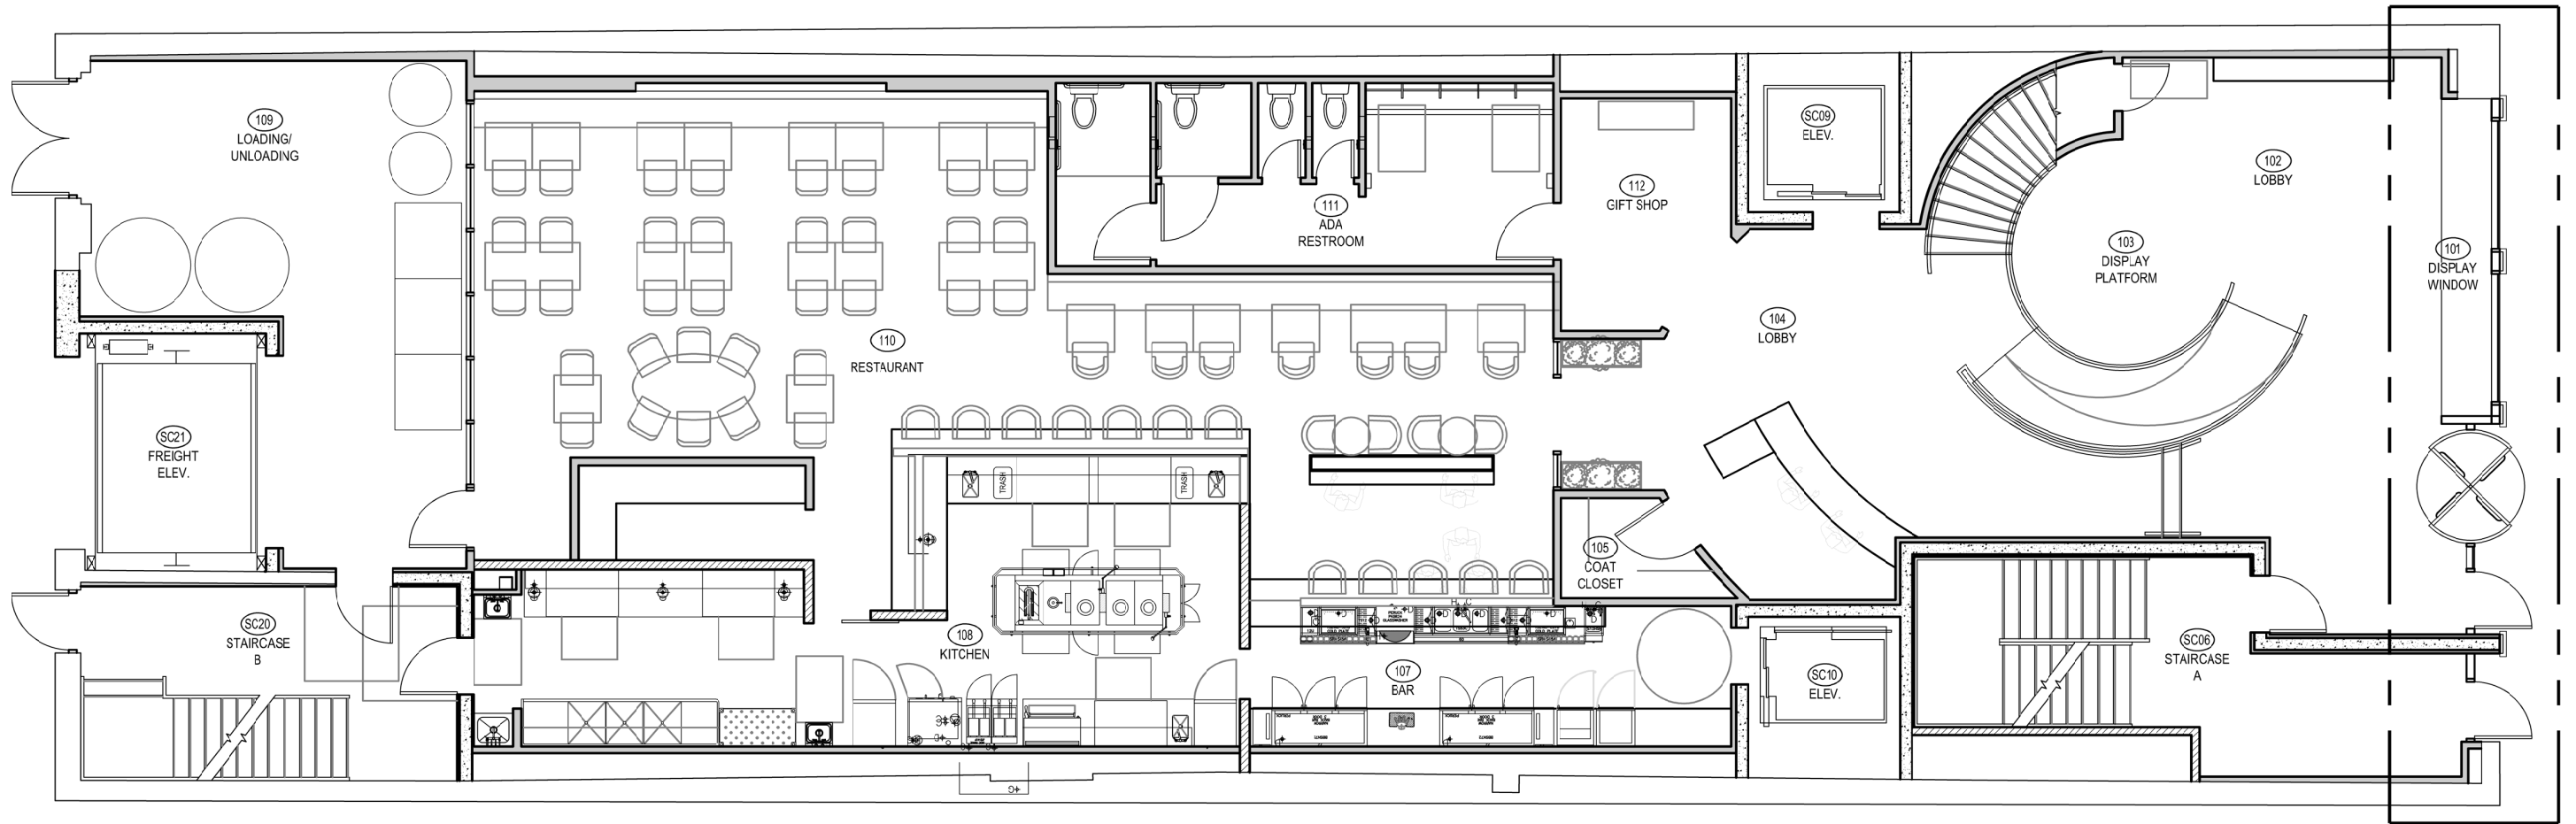 109
LOADING/
UNLOADING
SC21
FREIGHT
ELEV.
SC20
STAIRCASE
B
110
RESTAURANT
111
ADA
RESTROOM
112
GIFT SHOP
SC09
ELEV.
102
LOBBY
103
DISPLAY
PLATFORM
101
DISPLAY
WINDOW
104
LOBBY
TRASH
TRASH
105
COAT
CLOSET
108
KITCHEN
107
BAR
SC10
ELEV.
SC06
STAIRCASE
A